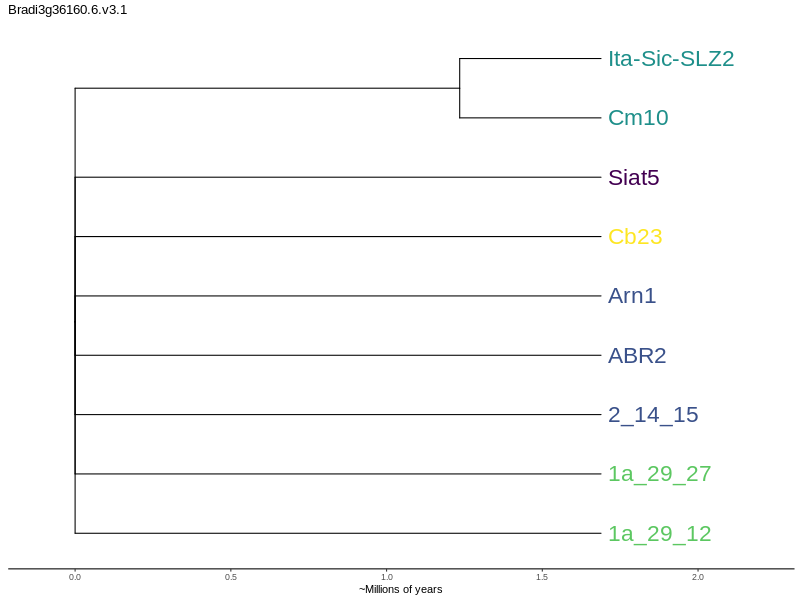 Bradi3g36160.6.v3.1
Ita-Sic-SLZ2
Cm10
Siat5
Cb23
Arn1
ABR2
2_14_15
1a_29_27
1a_29_12
0.0 0.5 1.0 1.5 2.0
~Millions of years